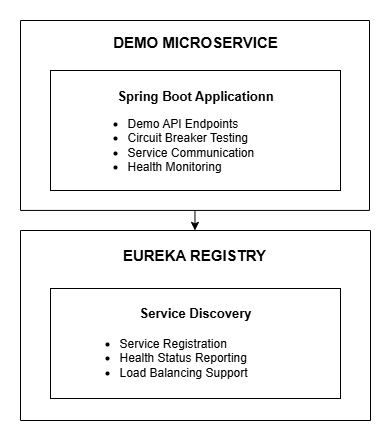 DEMO MICROSERVICE
Spring Boot Applicationn
• Demo API Endpoints
• Circuit Breaker Testing
• Service Communication
• Health Monitoring
EUREKA REGISTRY
Service Discovery
• Service Registration
• Health Status Reporting
• Load Balancing Support